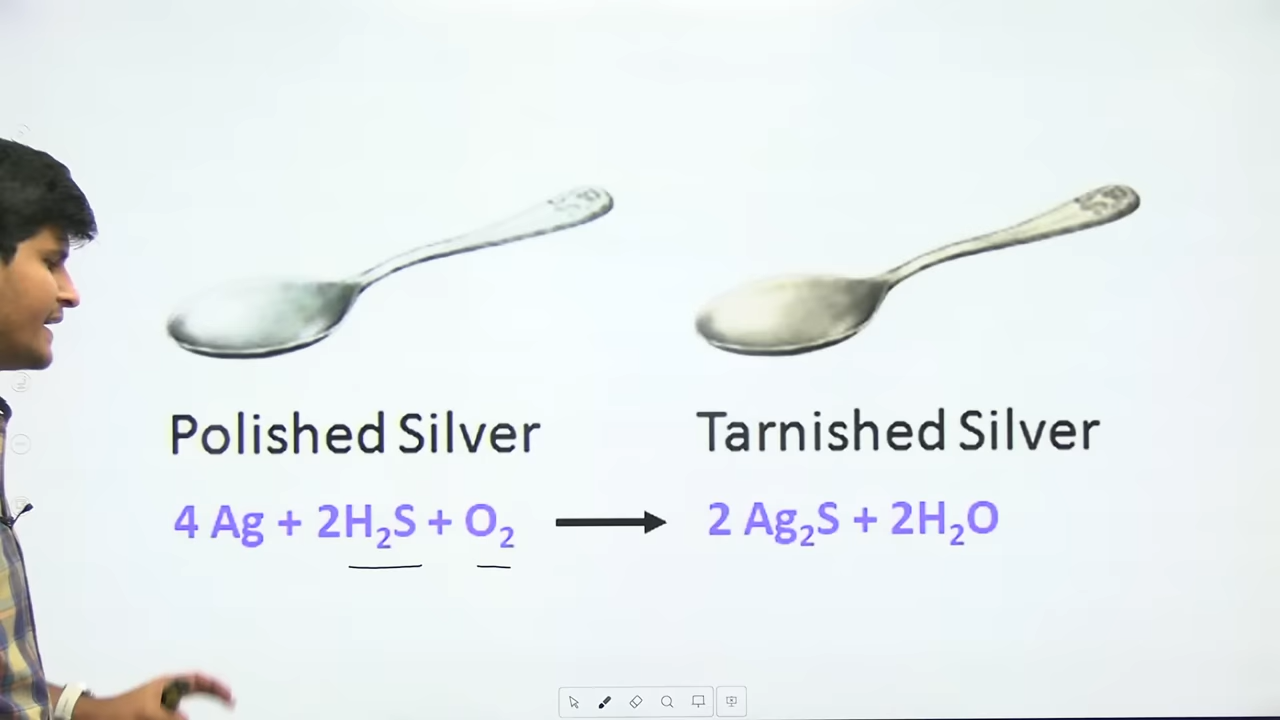 Polished Silver
Tarnished Silver
4 Ag + 2H₂S + O₂ ⟶ 2 Ag₂S + 2H₂O